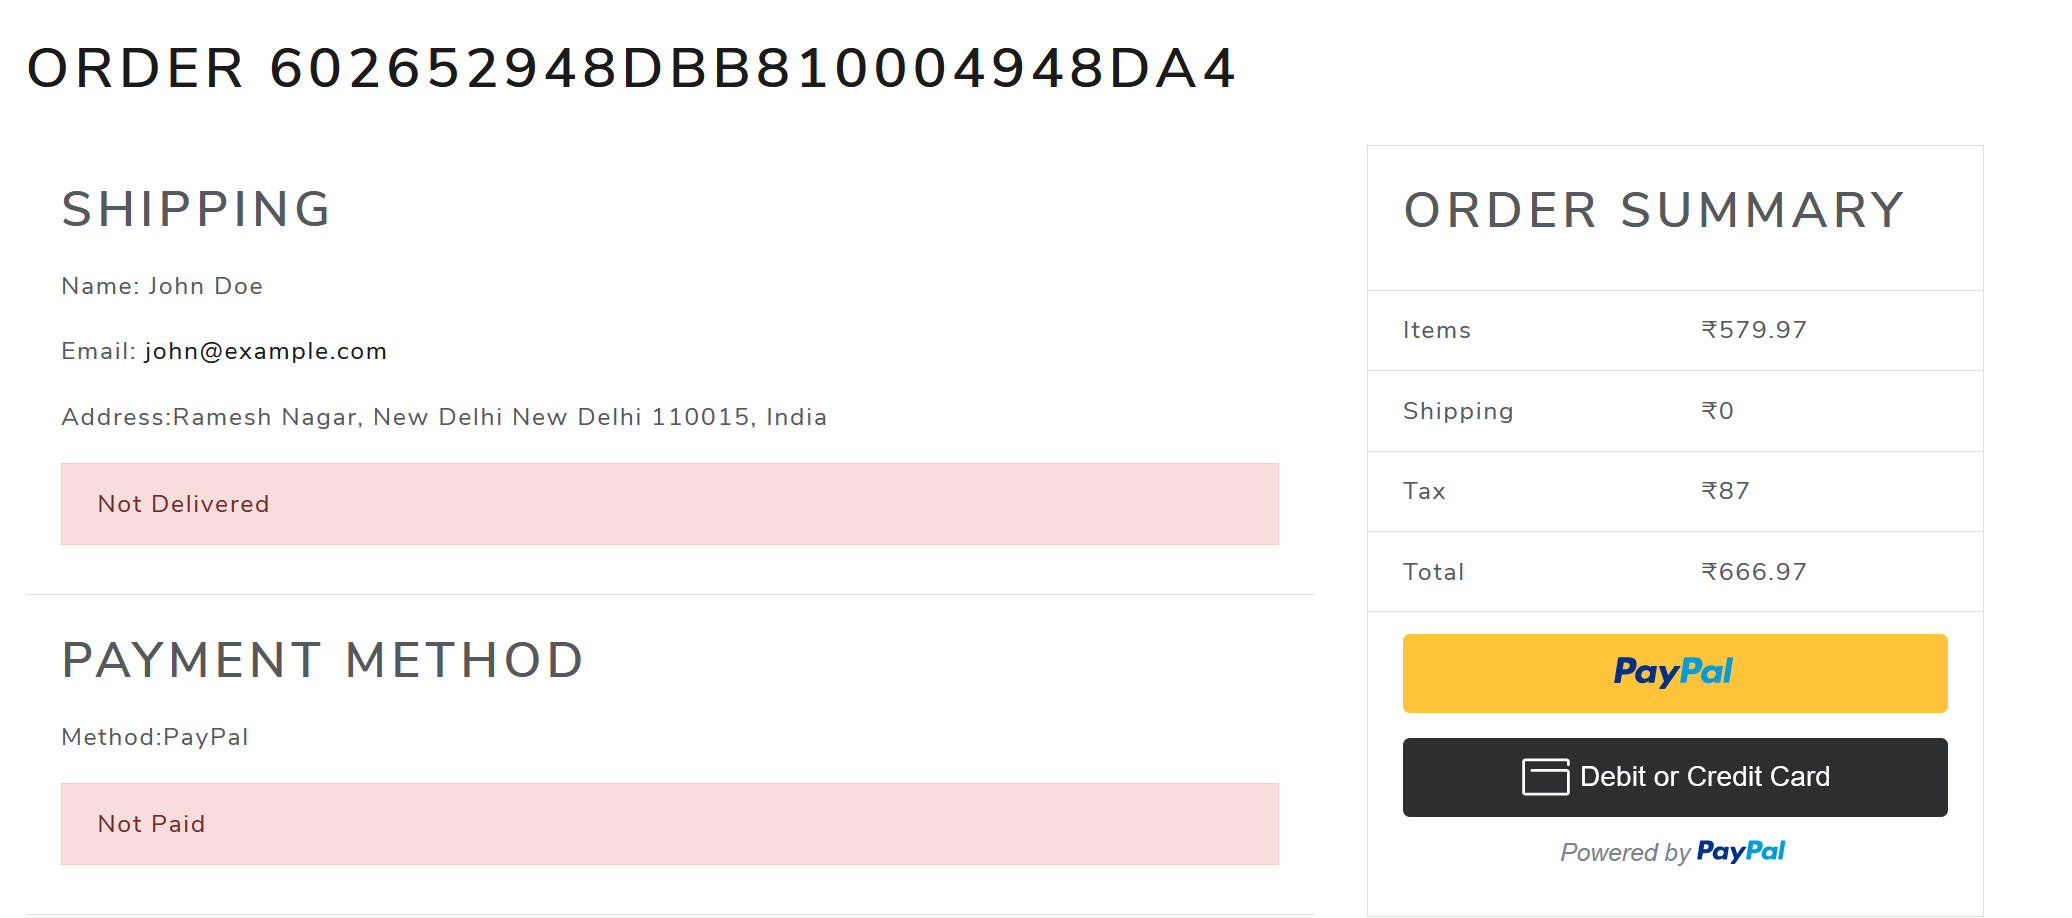 ORDER 602652948DBB810004948DA4
SHIPPING
Name: John Doe
Email: john@example.com
Address:Ramesh Nagar, New Delhi New Delhi 110015, India
Not Delivered
PAYMENT METHOD
Method:PayPal
Not Paid
ORDER SUMMARY
Items ₹579.97
Shipping ₹0
Tax ₹87
Total ₹666.97
PayPal
Debit or Credit Card
Powered by PayPal